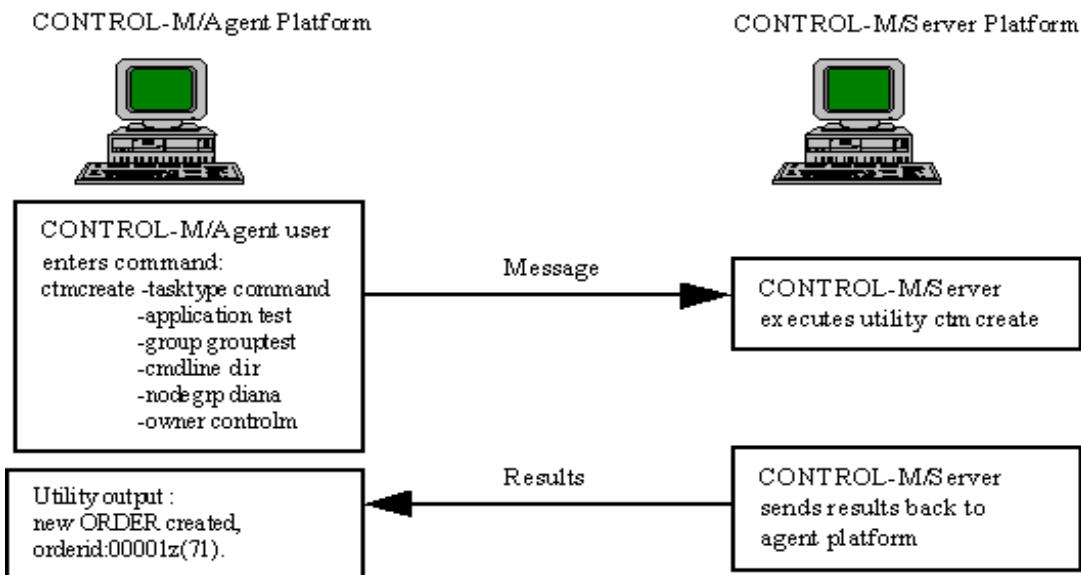 CONTROL-M/Agent Platform
CONTROL-M/Server Platform
CONTROL-M/Agent user
enters command:
ctmcreate -tasktype command
-application test
-group grouptest
-cmdline dir
-nodegrp diana
-owner controlm
Message
CONTROL-M/Server
executes utility ctmcreate
Utility output :
new ORDER created,
orderid:00001z(71).
Results
CONTROL-M/Server
sends results back to
agent platform